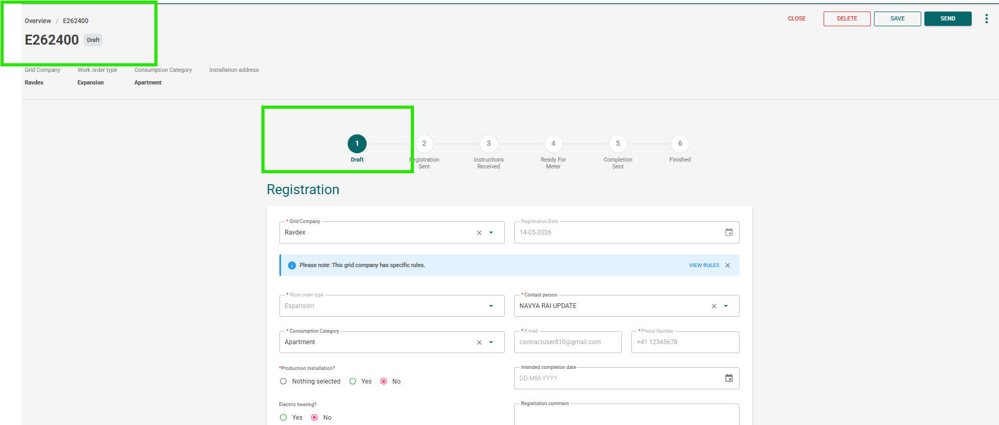 Overview / E262400
CLOSE DELETE SAVE SEND
E262400 Draft
Grid Company Work order type Consumption Category Installation address
Ravdex Expansion Apartment
1 2 3 4 5 6
Draft Registration Sent Instructions Received Ready For Meter Completion Sent Finished
Registration
* Grid Company
Ravdex
Registration Date
14-05-2026
Please note: This grid company has specific rules. VIEW RULES
* Work order type
Expansion
* Contact person
NAVYA RAI UPDATE
* Consumption Category
Apartment
* E-mail
contractuser810@gmail.com
* Phone Number
+41 12345678
*Production Installation?
Nothing selected Yes No
Intended completion date
DD-MM-YYYY
Electric heating?
Yes No
Registration comment